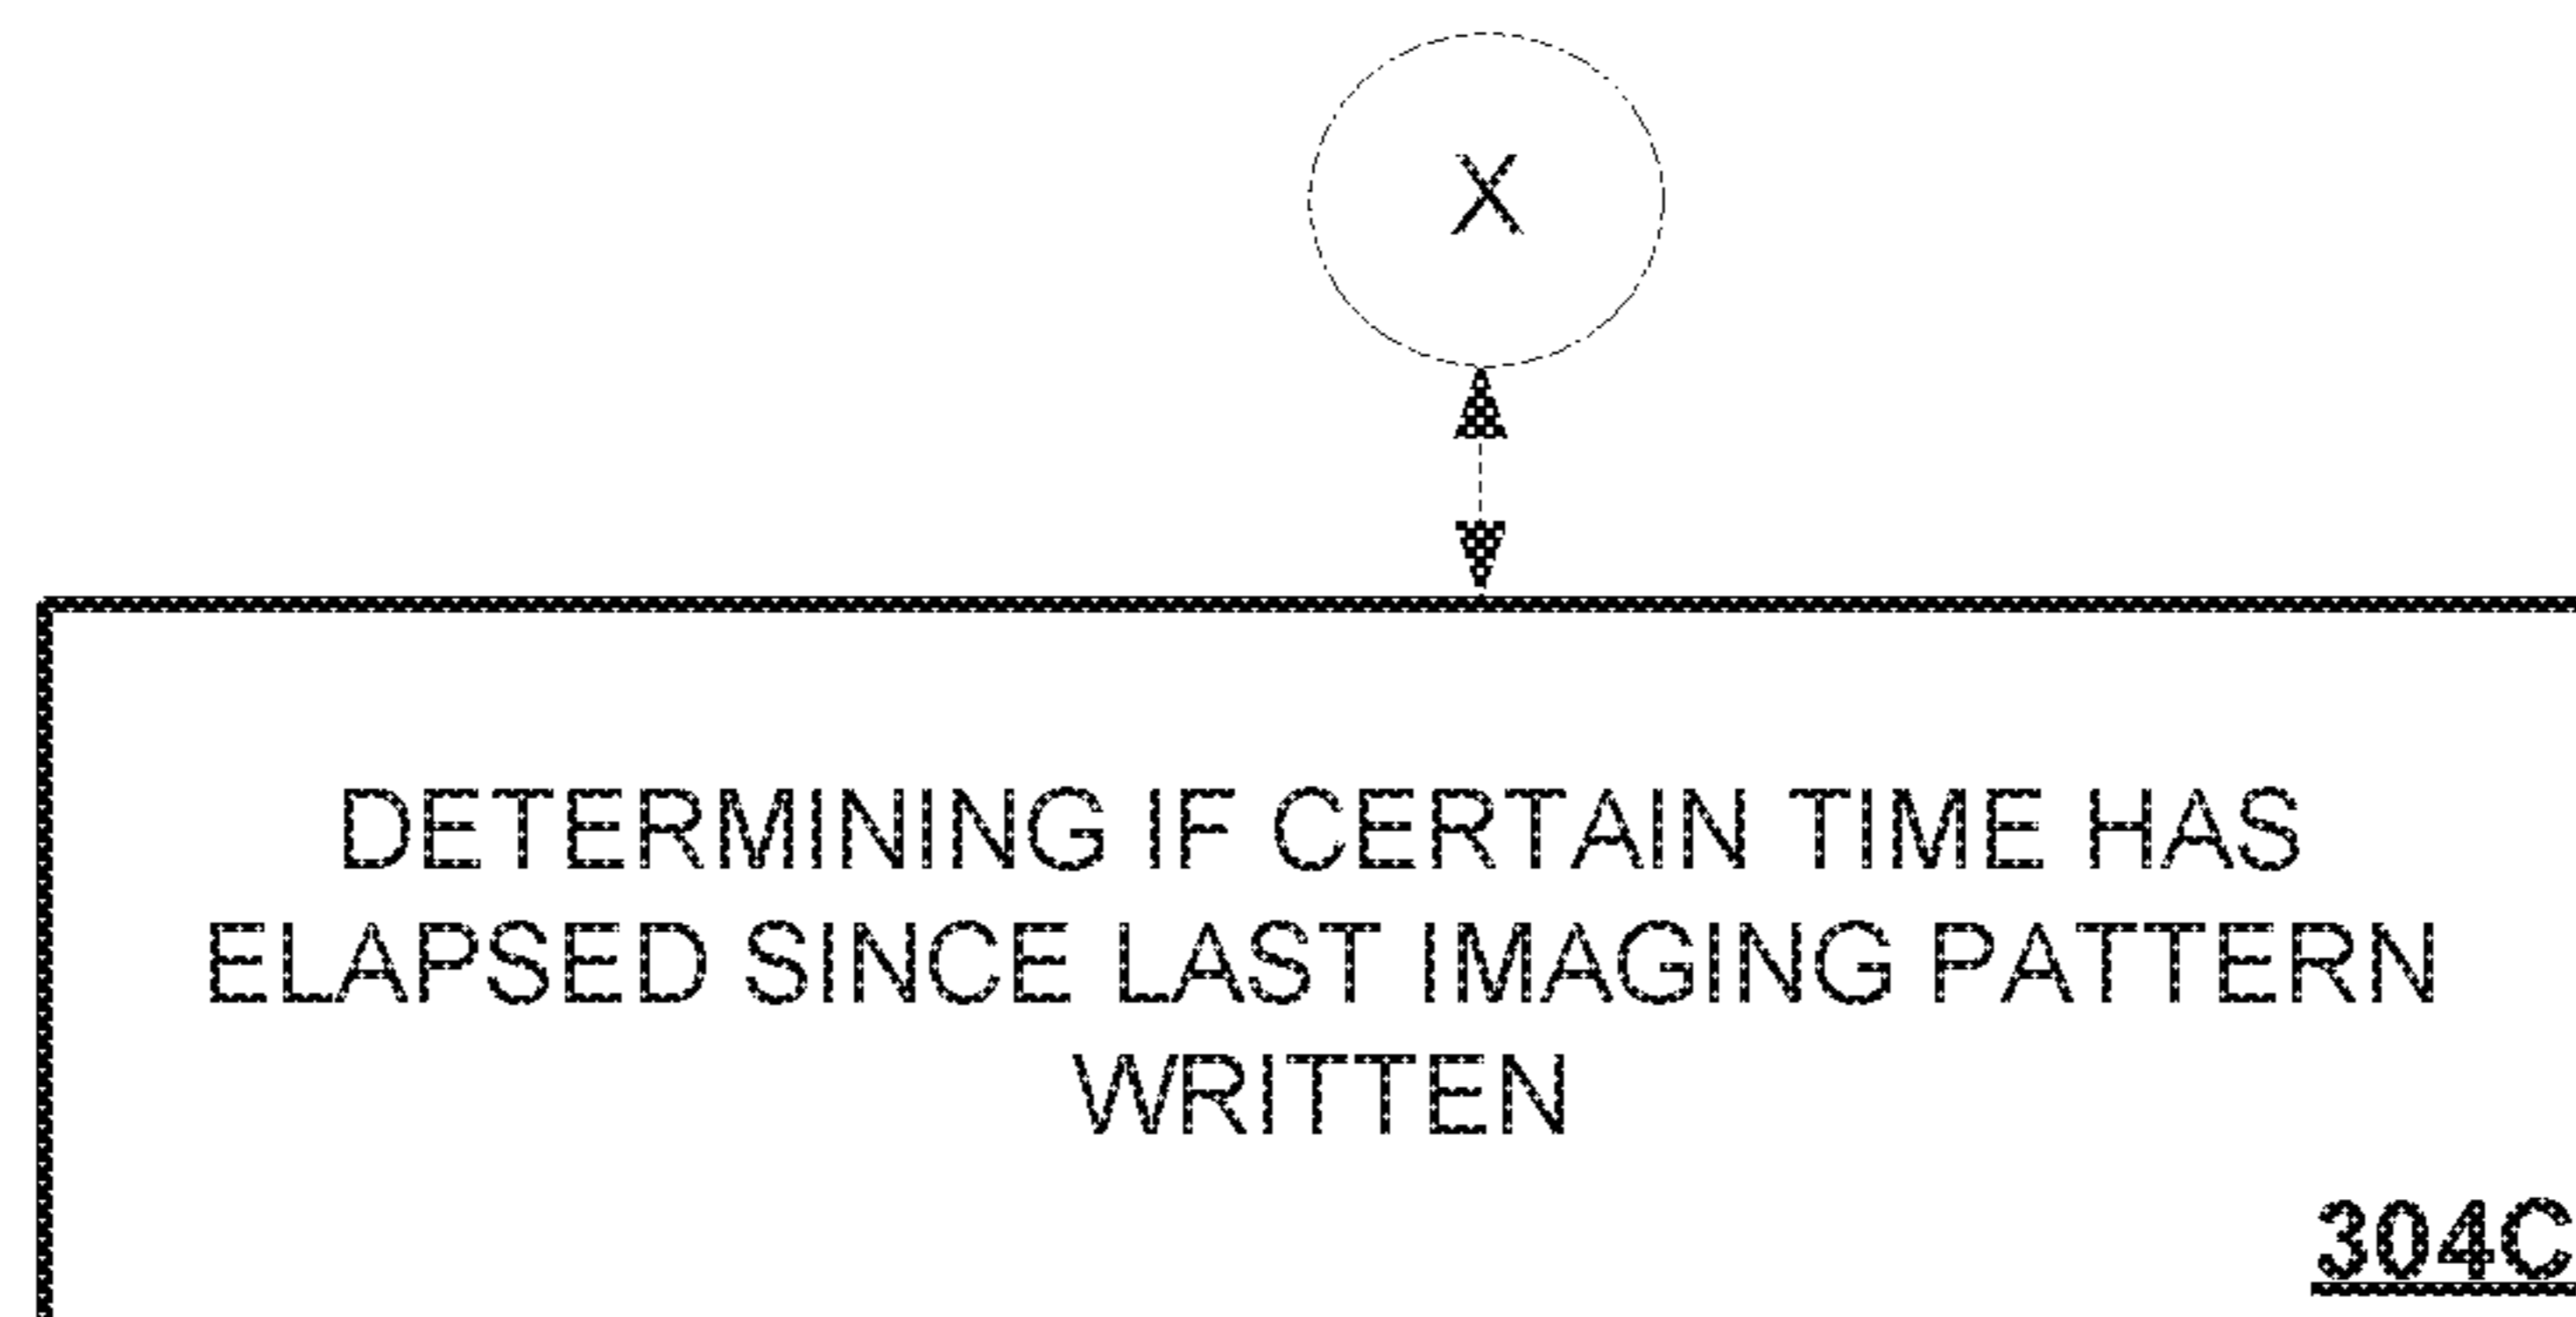 X
DETERMINING IF CERTAIN TIME HAS
ELAPSED SINCE LAST IMAGING PATTERN
WRITTEN
304C